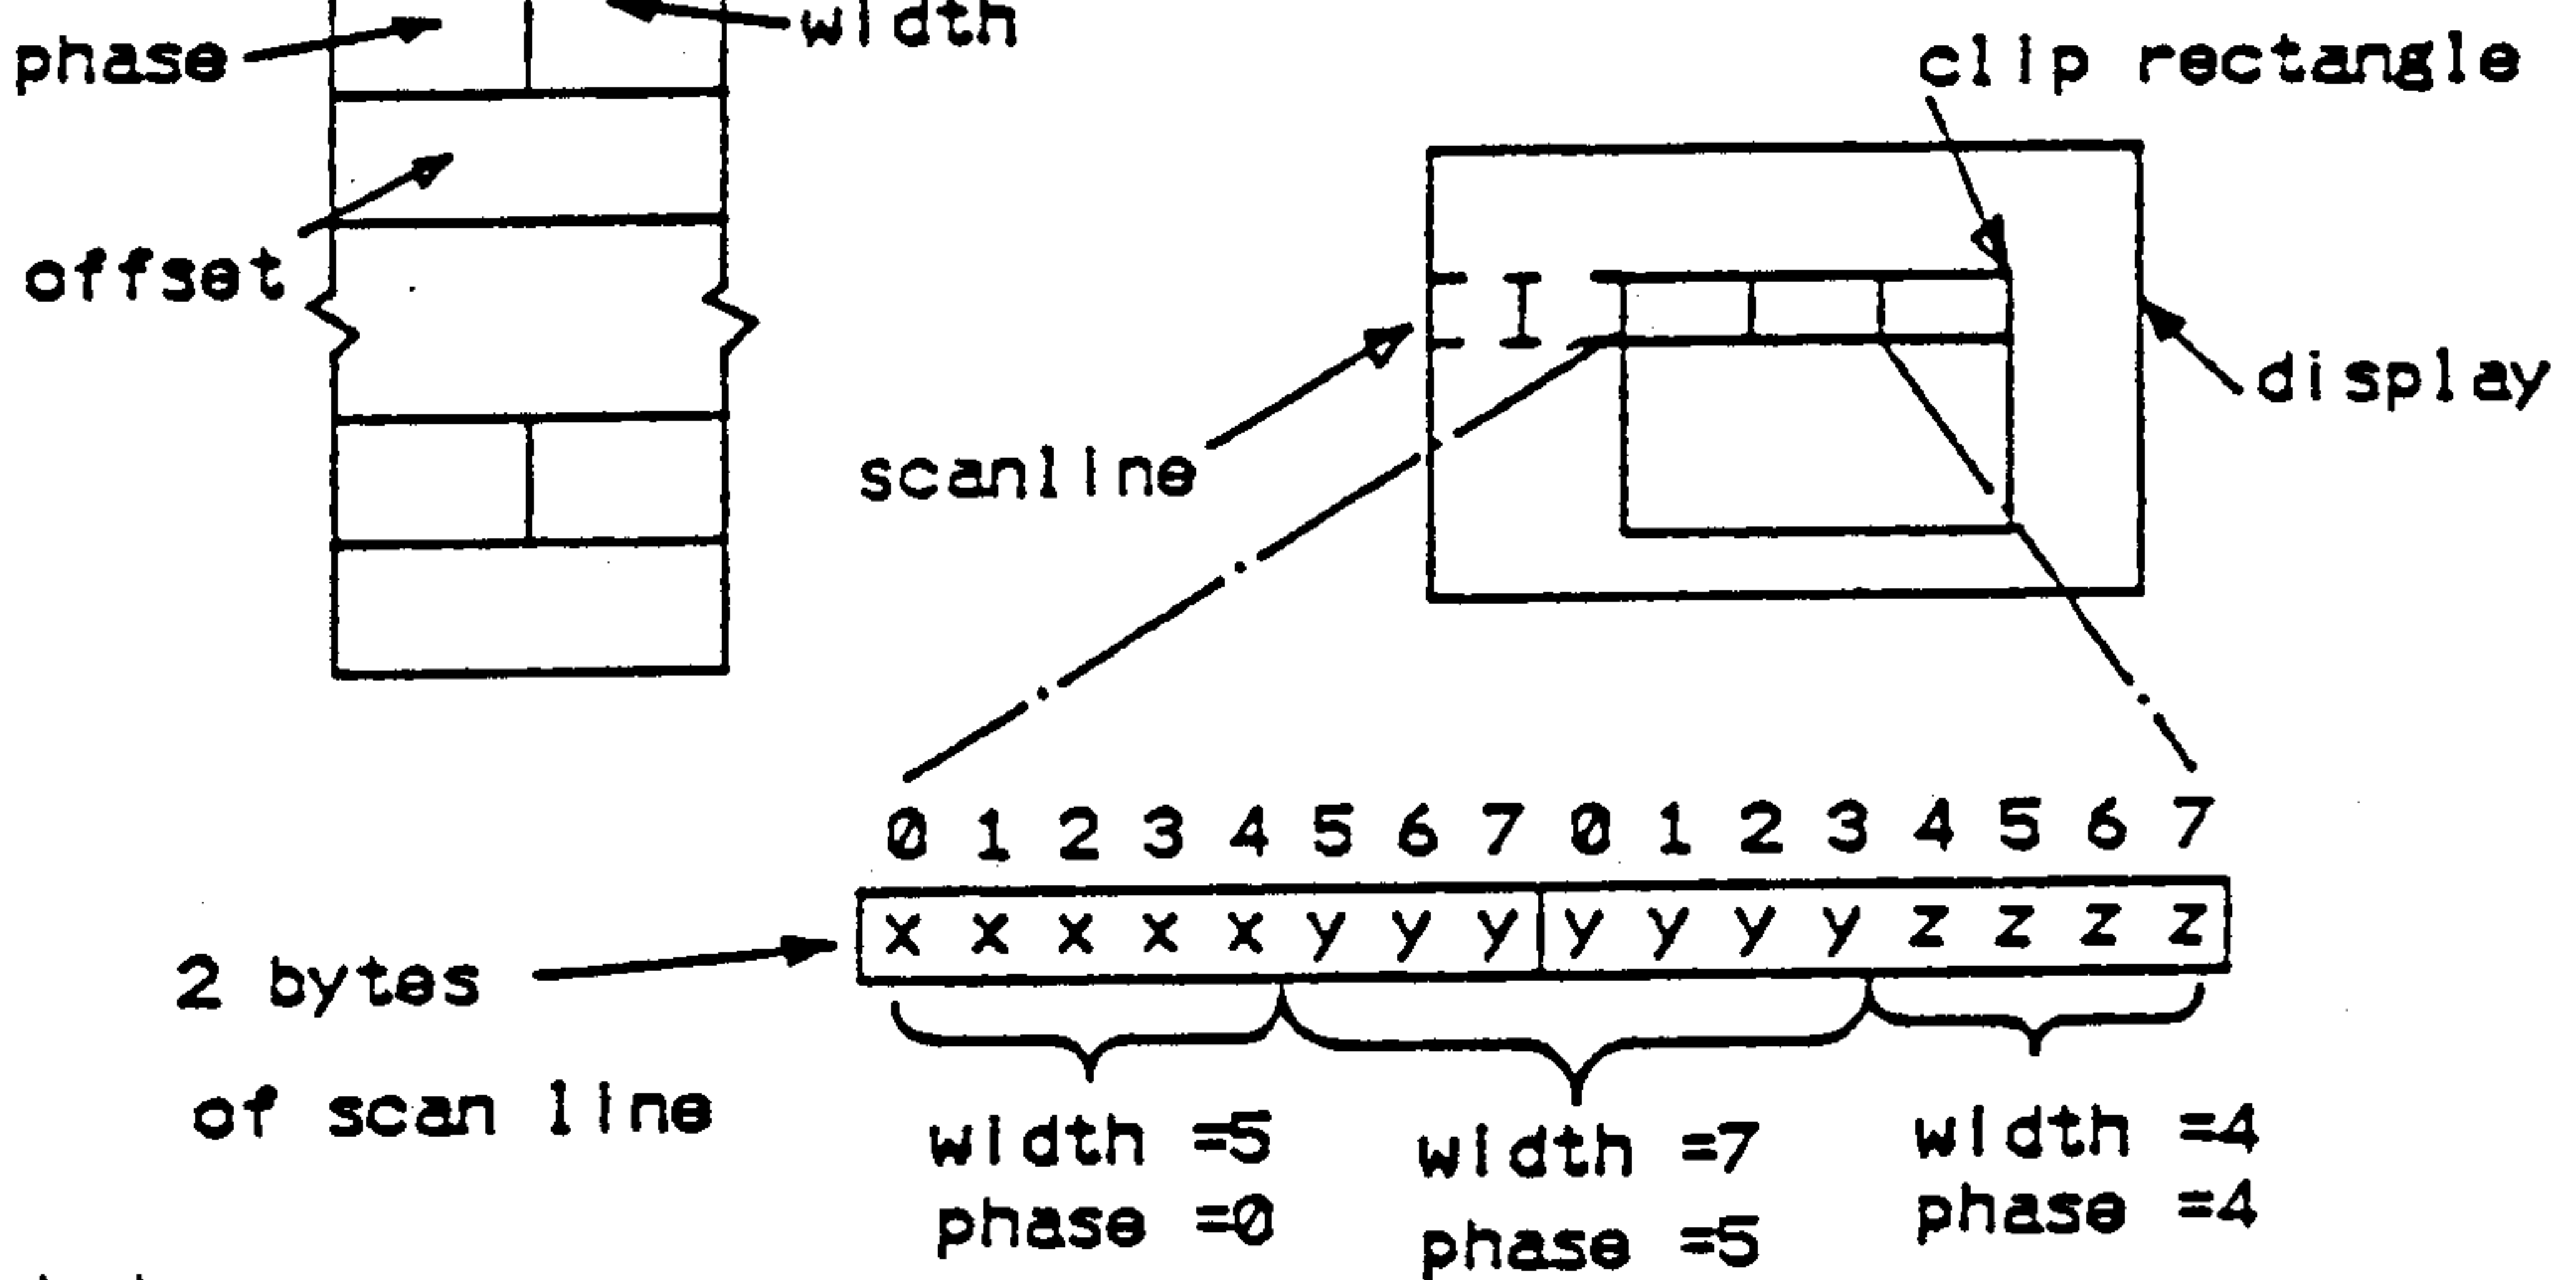 phase
width
offset
clip rectangle
scanline
display
0 1 2 3 4 5 6 7 0 1 2 3 4 5 6 7
x x x x x y y y y y y y z z z z
2 bytes
of scan line
width =5
phase =0
width =7
phase =5
width =4
phase =4